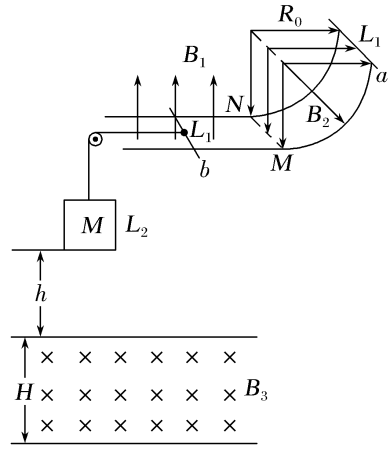 R₀
L₁
a
B₁
N
B₂
L₁
M
b
M L₂
h
H × × × × × ×
× × × × × × B₃
× × × × × ×